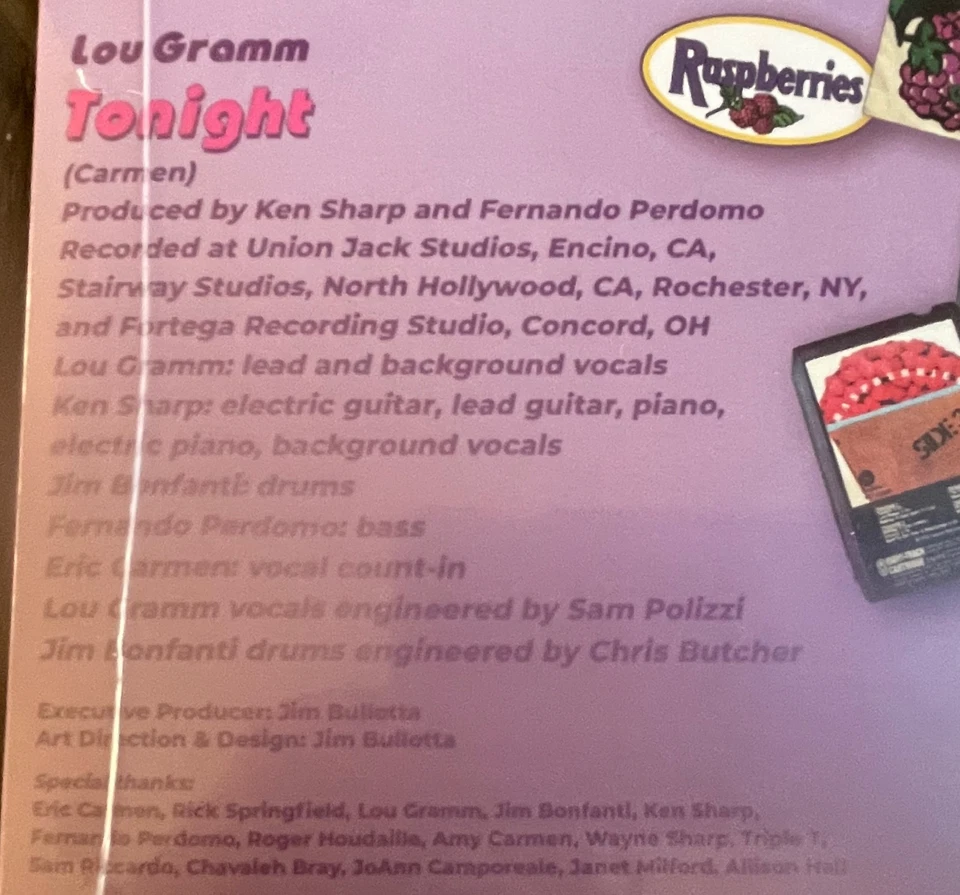 Lou Gramm
Tonight
Raspberries
(Carmen)
Produced by Ken Sharp and Fernando Perdomo
Recorded at Union Jack Studios, Encino, CA,
Stairway Studios, North Hollywood, CA, Rochester, NY,
and Fortega Recording Studio, Concord, OH
Lou Gramm: lead and background vocals
Ken Sharp: electric guitar, lead guitar, piano,
electric piano, background vocals
Jim Bonfanti: drums
Fernando Perdomo: bass
Eric Carmen: vocal count-in
Lou Gramm vocals engineered by Sam Polizzi
Jim Bonfanti drums engineered by Chris Butcher
Executive Producer: Jim Bullotta
Art Direction & Design: Jim Bullotta
Special thanks:
Eric Carmen, Rick Springfield, Lou Gramm, Jim Bonfanti, Ken Sharp,
Fernando Perdomo, Roger Houdaille, Amy Carmen, Wayne Sharp, Triple T,
Sam Riccardo, Chavaleh Bray, JoAnn Camporeale, Janet Milford, Allison Hall
SIDE